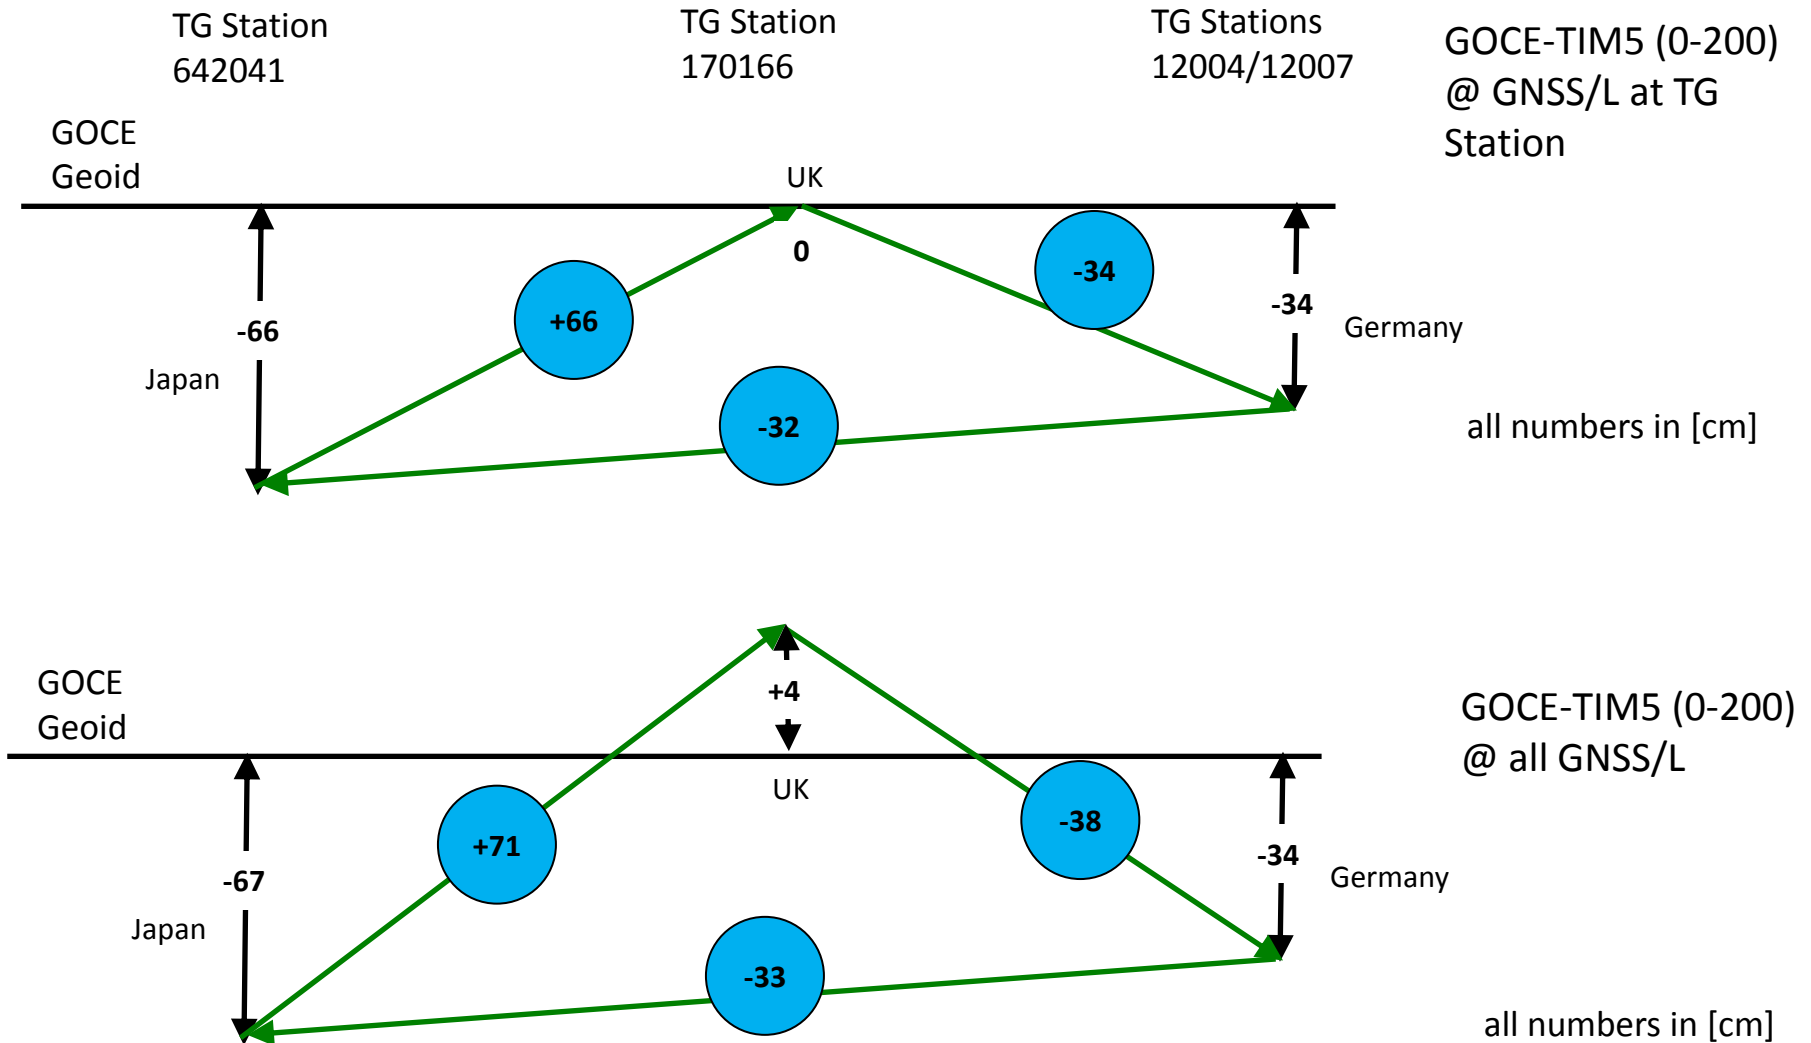 TG Station
642041
TG Station
170166
TG Stations
12004/12007
GOCE-TIM5 (0-200)
@ GNSS/L at TG
Station
GOCE
Geoid
UK
0
-34
+66
-66
-34
Germany
Japan
-32
all numbers in [cm]
GOCE
Geoid
+4
GOCE-TIM5 (0-200)
@ all GNSS/L
UK
-38
+71
-67
-34
Germany
Japan
-33
all numbers in [cm]